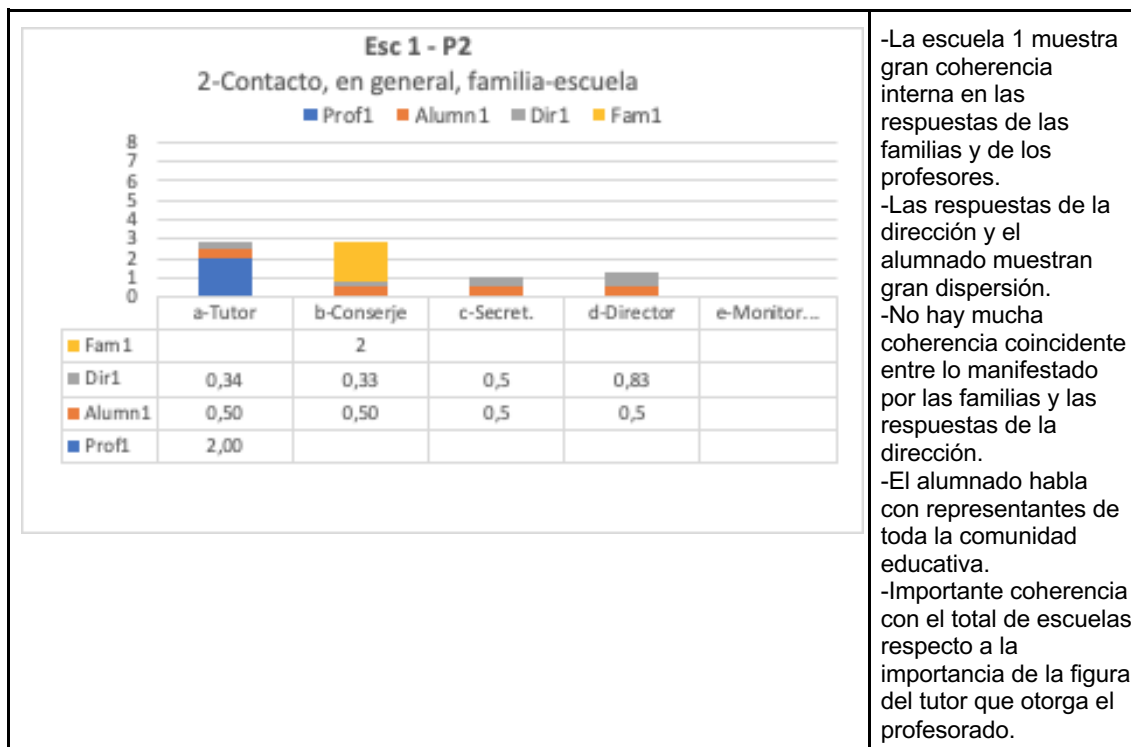 Esc 1 - P2
2-Contacto, en general, familia-escuela
Prof1 Alumn1 Dir1 Fam1
8
7
6
5
4
3
2
1
0
a-Tutor b-Conserje c-Secret. d-Director e-Monitor...
Fam1 2
Dir1 0,34 0,33 0,5 0,83
Alumn1 0,50 0,50 0,5 0,5
Prof1 2,00
-La escuela 1 muestra
gran coherencia
interna en las
respuestas de las
familias y de los
profesores.
-Las respuestas de la
dirección y el
alumnado muestran
gran dispersión.
-No hay mucha
coherencia coincidente
entre lo manifestado
por las familias y las
respuestas de la
dirección.
-El alumnado habla
con representantes de
toda la comunidad
educativa.
-Importante coherencia
con el total de escuelas
respecto a la
importancia de la figura
del tutor que otorga el
profesorado.